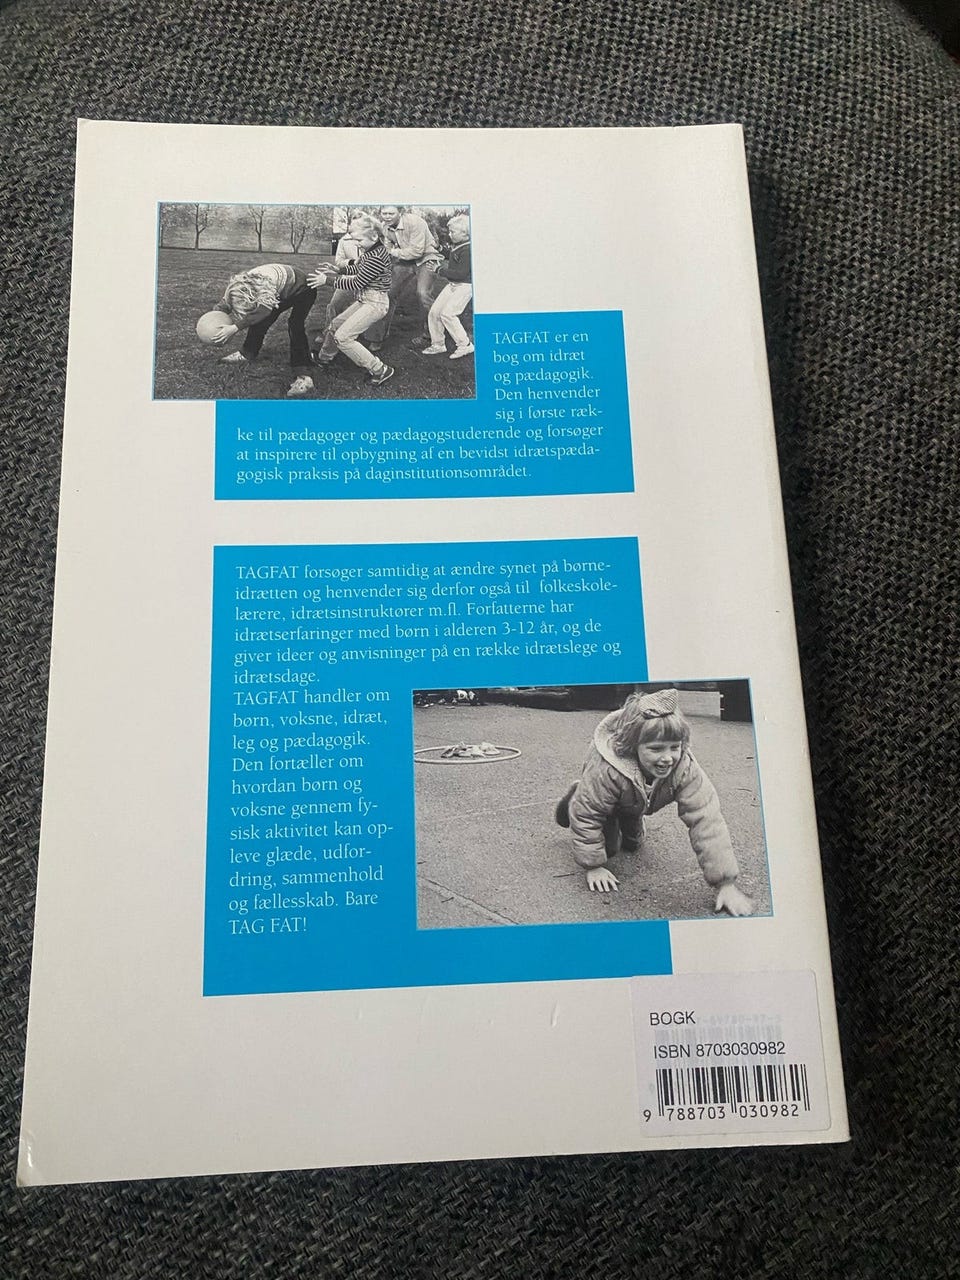 TAGFAT er en
bog om idræt
og pædagogik.
Den henvender
sig i første ræk-
ke til pædagoger og pædagogstuderende og forsøger
at inspirere til opbygning af en bevidst idrætspæda-
gogisk praksis på daginstitutionsområdet.
TAGFAT forsøger samtidig at ændre synet på børne-
idrætten og henvender sig derfor også til folkeskole-
lærere, idrætsinstruktører m.fl. Forfatterne har
idrætserfaringer med børn i alderen 3-12 år, og de
giver ideer og anvisninger på en række idrætslege og
idrætsdage.
TAGFAT handler om
børn, voksne, idræt,
leg og pædagogik.
Den fortæller om
hvordan børn og
voksne gennem fy-
sisk aktivitet kan op-
leve glæde, udfor-
dring, sammenhold
og fællesskab. Bare
TAG FAT!
BOGK
ISBN 8703030982
9 788703 030982